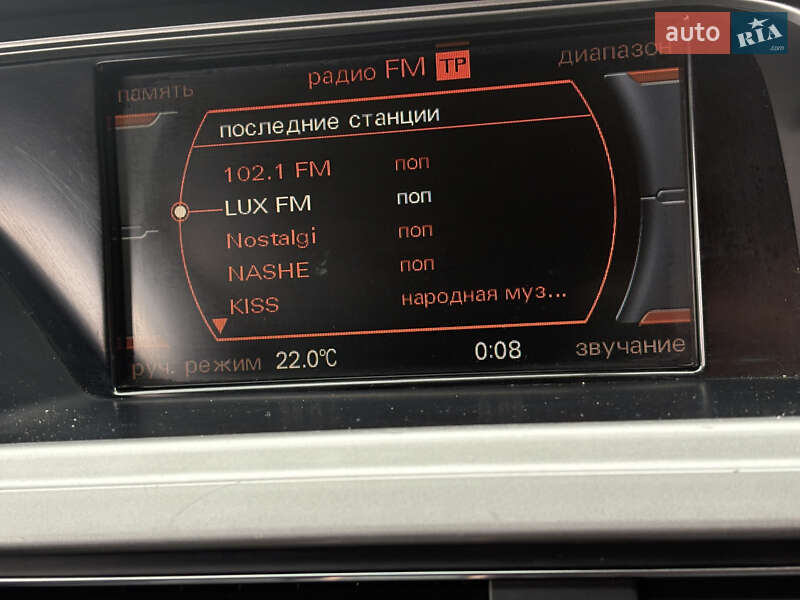 auto RIA .com
память радио FM TP диапазон
последние станции
102.1 FM поп
LUX FM поп
Nostalgi поп
NASHE поп
KISS народная муз...
руч. режим 22.0°C 0:08 звучание